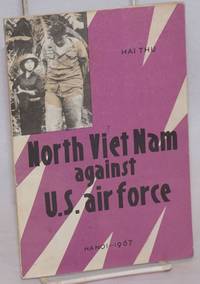 HAI THU
North Viet Nam
against
U.S. air force
HANOI-1967